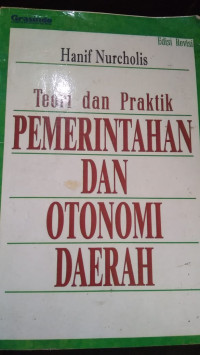 Grasindo
Edisi Revisi
Hanif Nurcholis
Teori dan Praktik
PEMERINTAHAN
DAN
OTONOMI
DAERAH